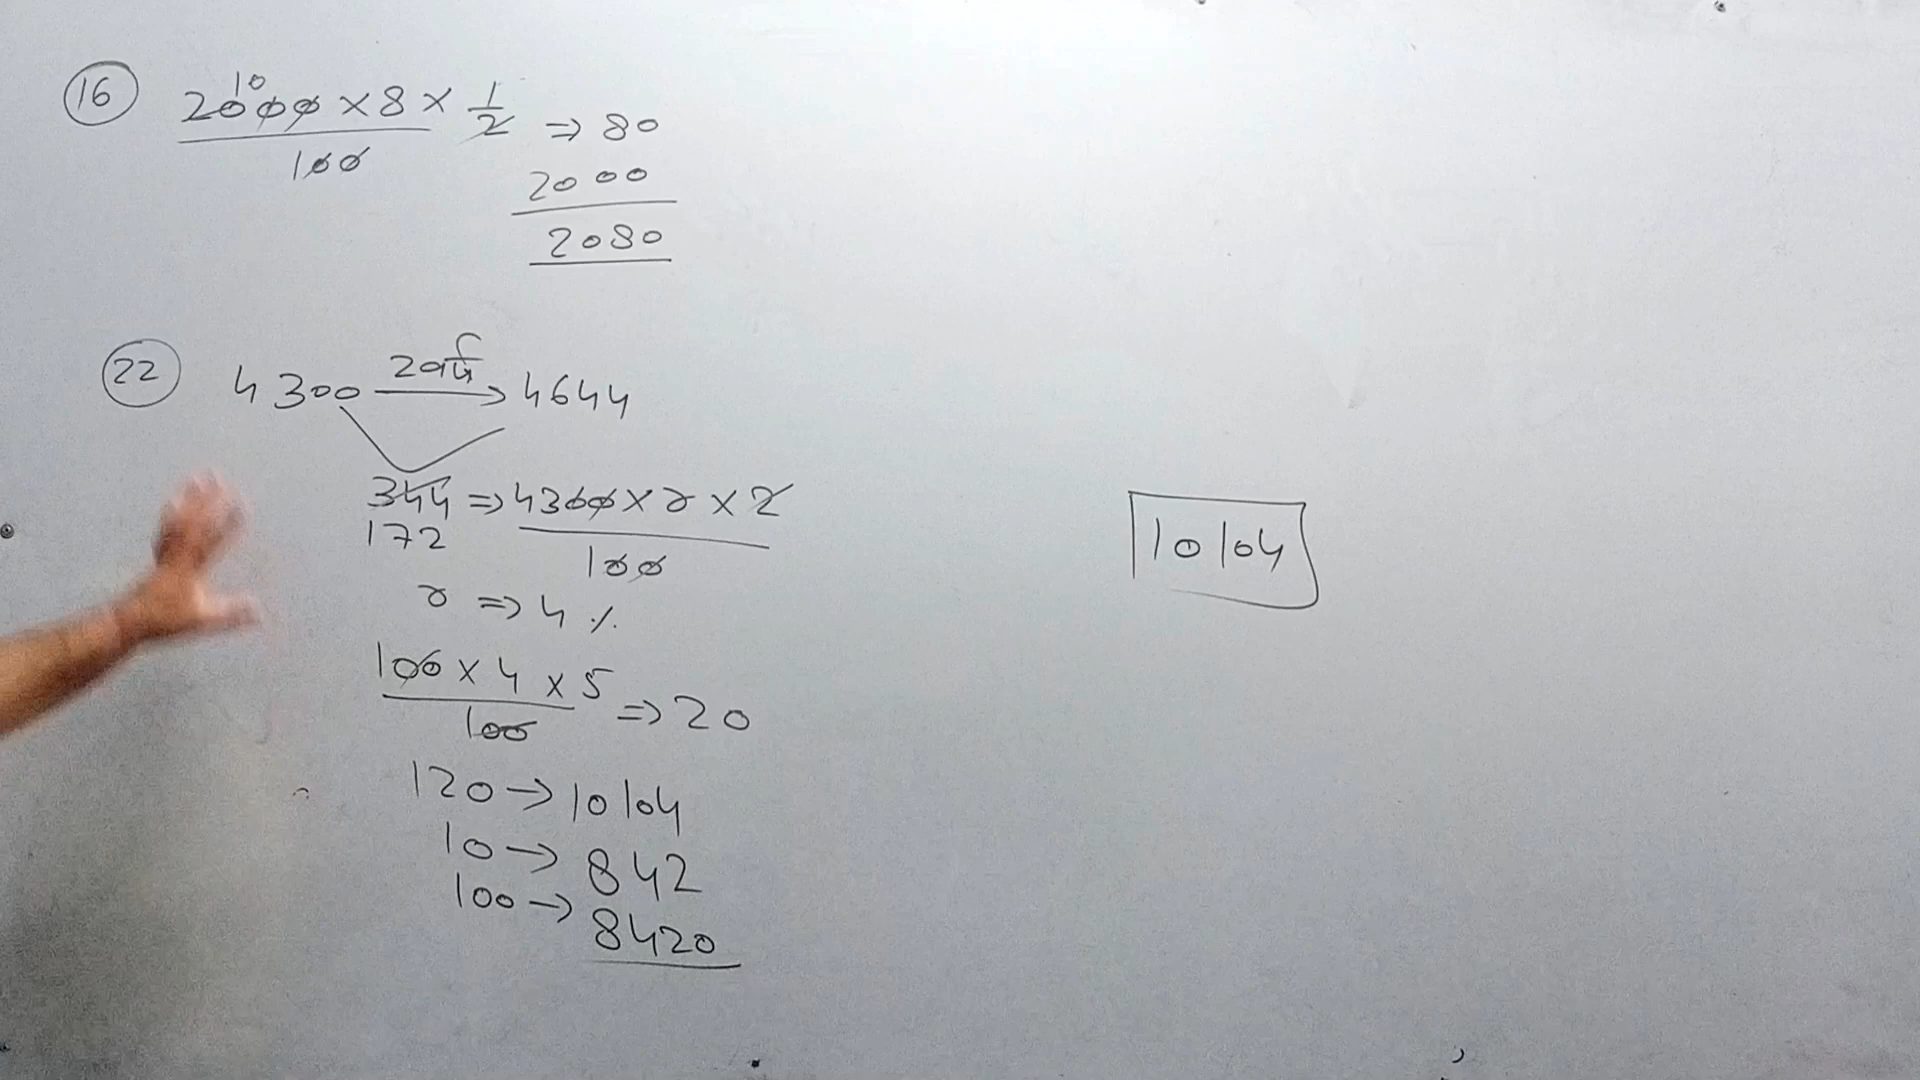 16
10
2000 × 8 × 1/2 ⇒ 80
100
2000
2080
22
4300 2वर्ष → 4644
344 ⇒ 4300 × r × 2
172 100
r ⇒ 4 %
100 × 4 × 5 ⇒ 20
100
120 → 10104
10 → 842
100 → 8420
10104